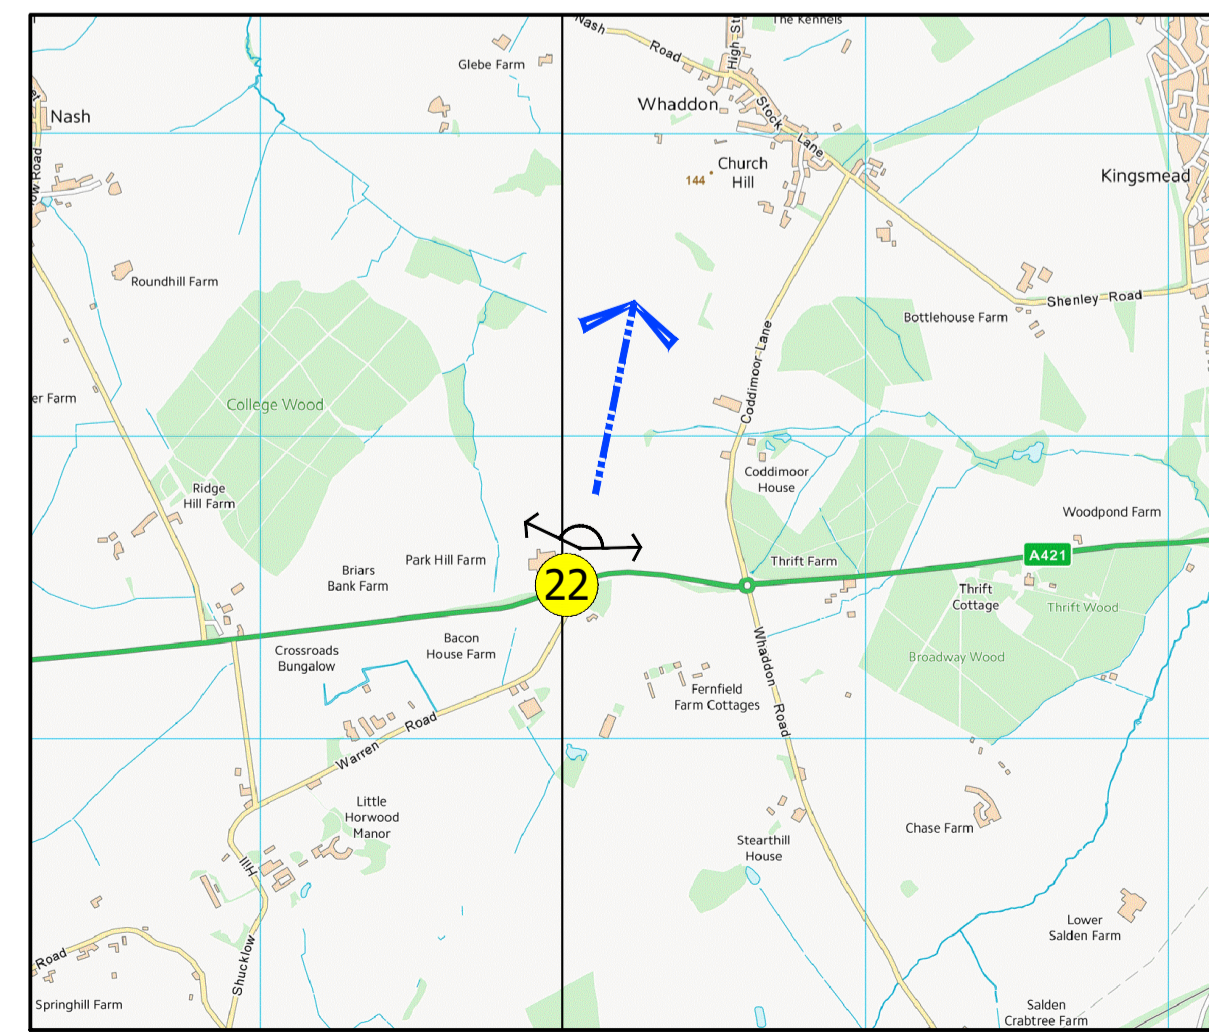 Nash
Road
The Kennels
High St
Glebe Farm
Whaddon
Stock
Lane
Nash
Church
Hill
144
Kingsmead
ow Road
Roundhill Farm
Shenley Road
Bottlehouse Farm
Coddimoor Lane
er Farm
College Wood
Coddimoor
House
Ridge
Hill Farm
Woodpond Farm
A421
Park Hill Farm
Thrift Farm
Briars
Bank Farm
22
Thrift
Cottage
Thrift Wood
Bacon
House Farm
Crossroads
Bungalow
Broadway Wood
Whaddon Road
Fernfield
Farm Cottages
Warren Road
Little
Horwood
Manor
Chase Farm
Stearthill
House
Hill
Lower
Salden Farm
Road
Shucklow
Springhill Farm
Salden
Crabtree Farm